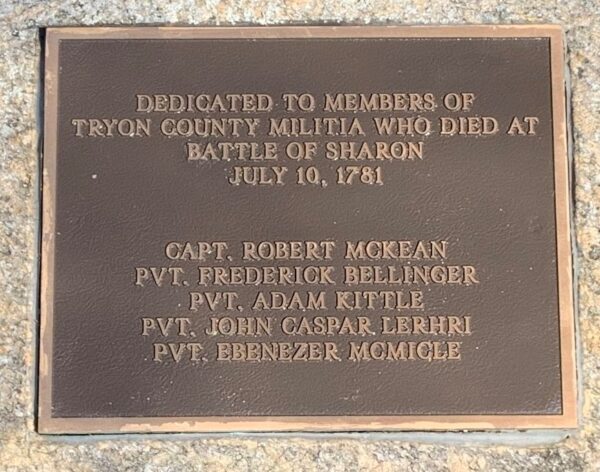 DEDICATED TO MEMBERS OF
TRYON COUNTY MILITIA WHO DIED AT
BATTLE OF SHARON
JULY 10, 1781
CAPT. ROBERT MCKEAN
PVT. FREDERICK BELLINGER
PVT. ADAM KITTLE
PVT. JOHN CASPAR LERHRI
PVT. EBENEZER MCMICLE